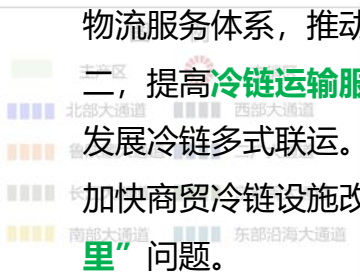 物流服务体系，推动
主产区
二，提高冷链运输服
北部大通道 西部大通道
发展冷链多式联运。
加快商贸冷链设施改
南部大通道 东部沿海大通道
里”问题。